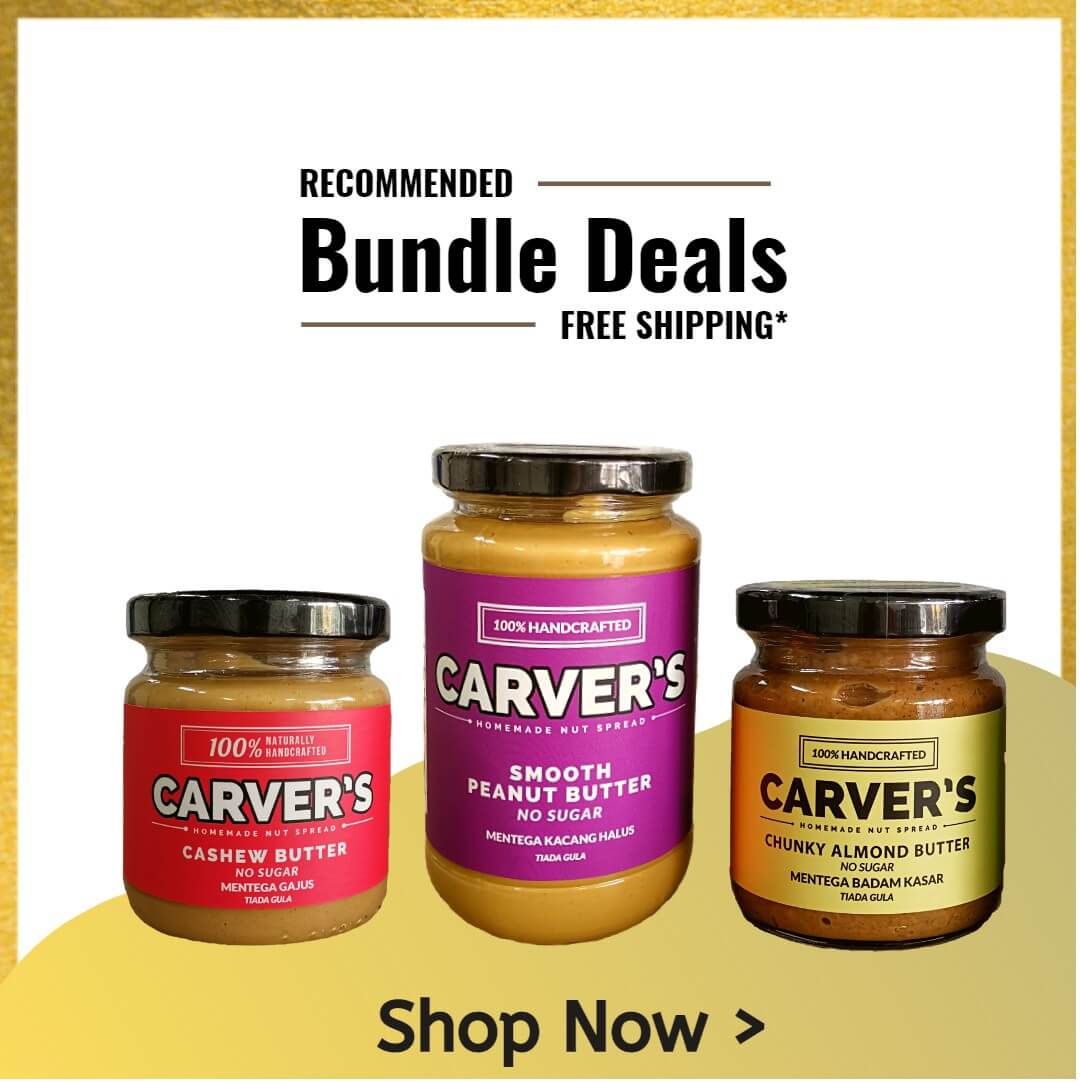 RECOMMENDED
Bundle Deals
FREE SHIPPING*
100% NATURALLY HANDCRAFTED
CARVER'S
HOMEMADE NUT SPREAD
CASHEW BUTTER
NO SUGAR
MENTEGA GAJUS
TIADA GULA
100% HANDCRAFTED
CARVER'S
HOMEMADE NUT SPREAD
SMOOTH
PEANUT BUTTER
NO SUGAR
MENTEGA KACANG HALUS
TIADA GULA
100% HANDCRAFTED
CARVER'S
HOMEMADE NUT SPREAD
CHUNKY ALMOND BUTTER
NO SUGAR
MENTEGA BADAM KASAR
TIADA GULA
Shop Now >